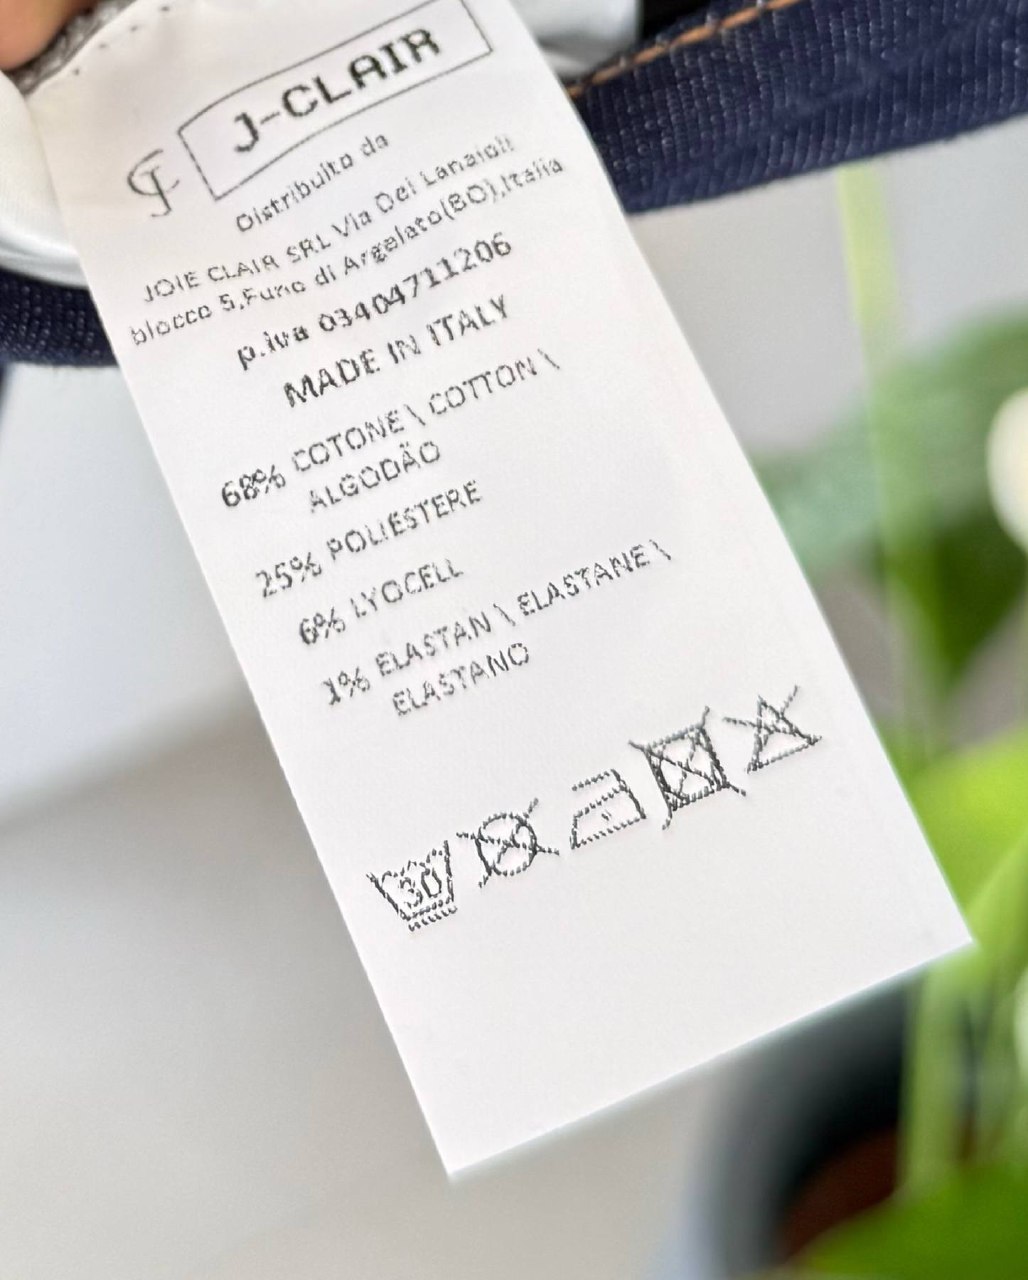 J-CLAIR
Distribuito da
JOIE CLAIR SRL Via Dei Lanaioli
blocco 5,Funo di Argelato(BO),Italia
p.iva 03404711206
MADE IN ITALY
68% COTONE \ COTTON \
ALGODÃO
25% POLIESTERE
6% LYOCELL
1% ELASTAN \ ELASTANE \
ELASTANO
30